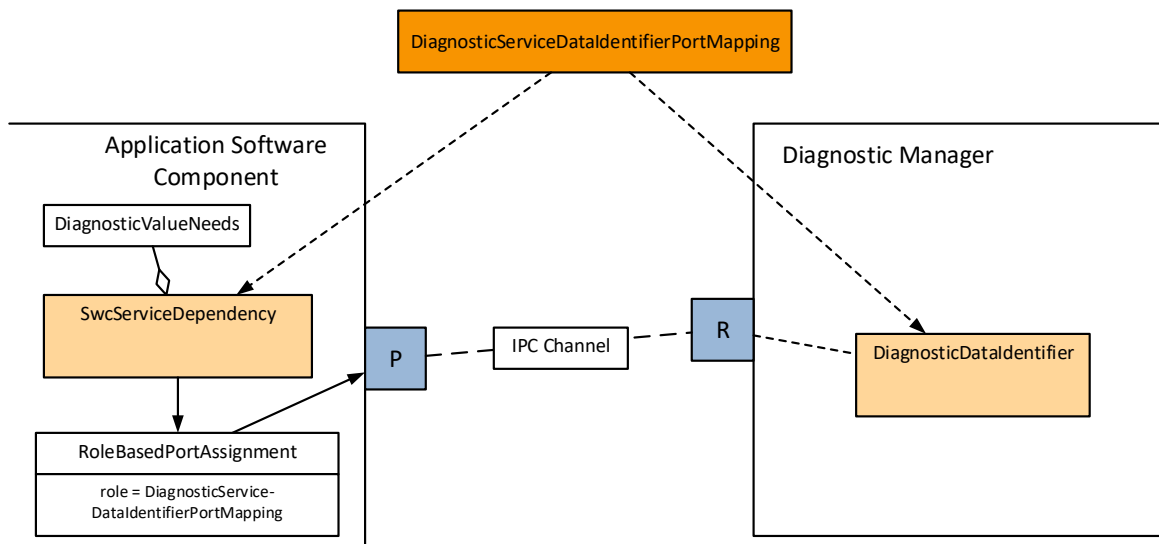 DiagnosticServiceDataIdentifierPortMapping
Application Software
Component
Diagnostic Manager
DiagnosticValueNeeds
SwcServiceDependency
P
IPC Channel
R
DiagnosticDataIdentifier
RoleBasedPortAssignment
role = DiagnosticService-
DataIdentifierPortMapping